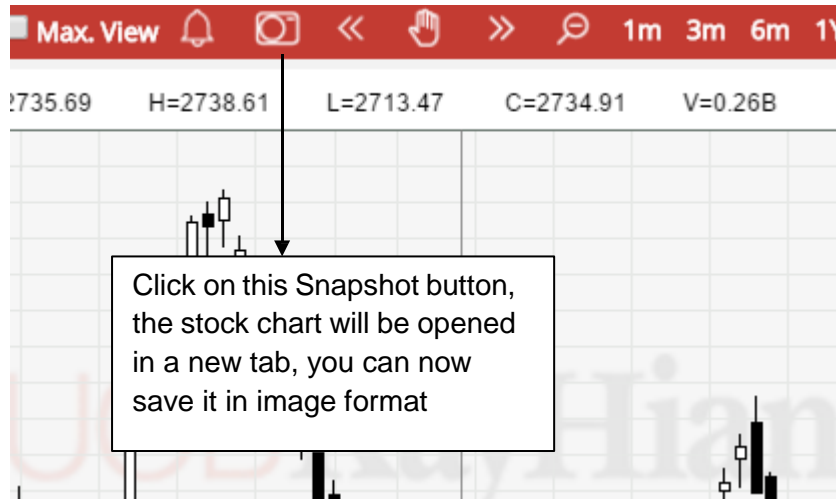 Max. View 1m 3m 6m
2735.69 H=2738.61 L=2713.47 C=2734.91 V=0.26B
Click on this Snapshot button,
the stock chart will be opened
in a new tab, you can now
save it in image format
UOBKayHian